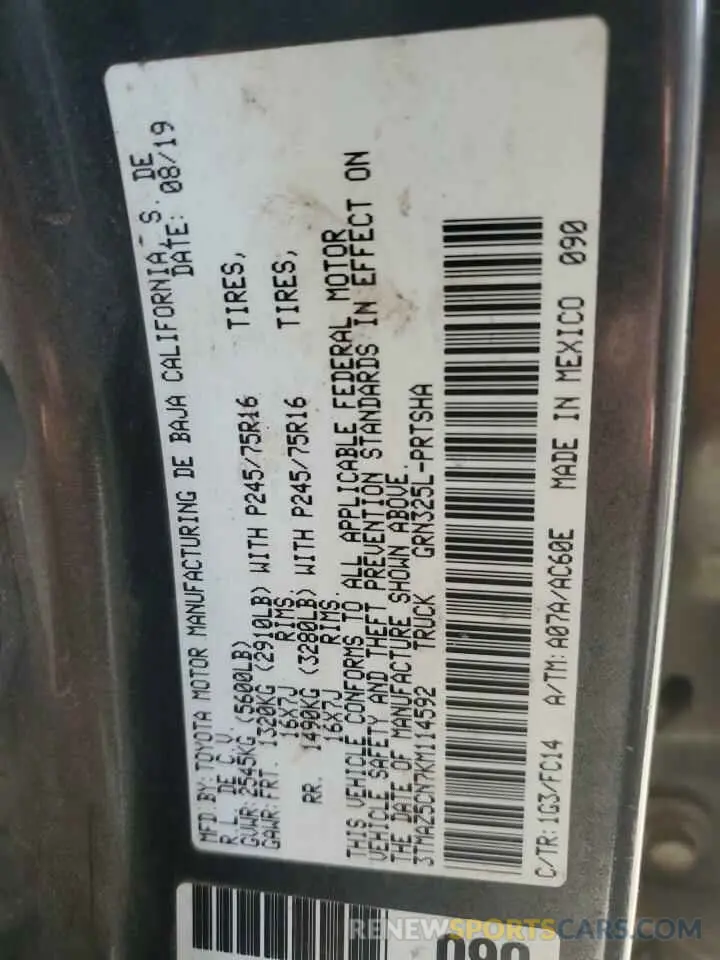 MFD BY: TOYOTA MOTOR MANUFACTURING DE BAJA CALIFORNIA, S. DE
R.L. DE C.V. DATE: 08/19
GVWR: 2545KG (5600LB)
GAWR: FRT. 1320KG (2910LB) WITH P245/75R16 TIRES,
16X7J RIMS.
RR. 1490KG (3280LB) WITH P245/75R16 TIRES,
16X7J RIMS.
THIS VEHICLE CONFORMS TO ALL APPLICABLE FEDERAL MOTOR
VEHICLE SAFETY AND THEFT PREVENTION STANDARDS IN EFFECT ON
THE DATE OF MANUFACTURE SHOWN ABOVE.
3TMAZ5CN7KM114592 TRUCK GRN325L-PRTSHA
C/TR: 1G3/FC14 A/TM: A07A/AC60E MADE IN MEXICO 090
090
RENEWSPORTSCARS.COM